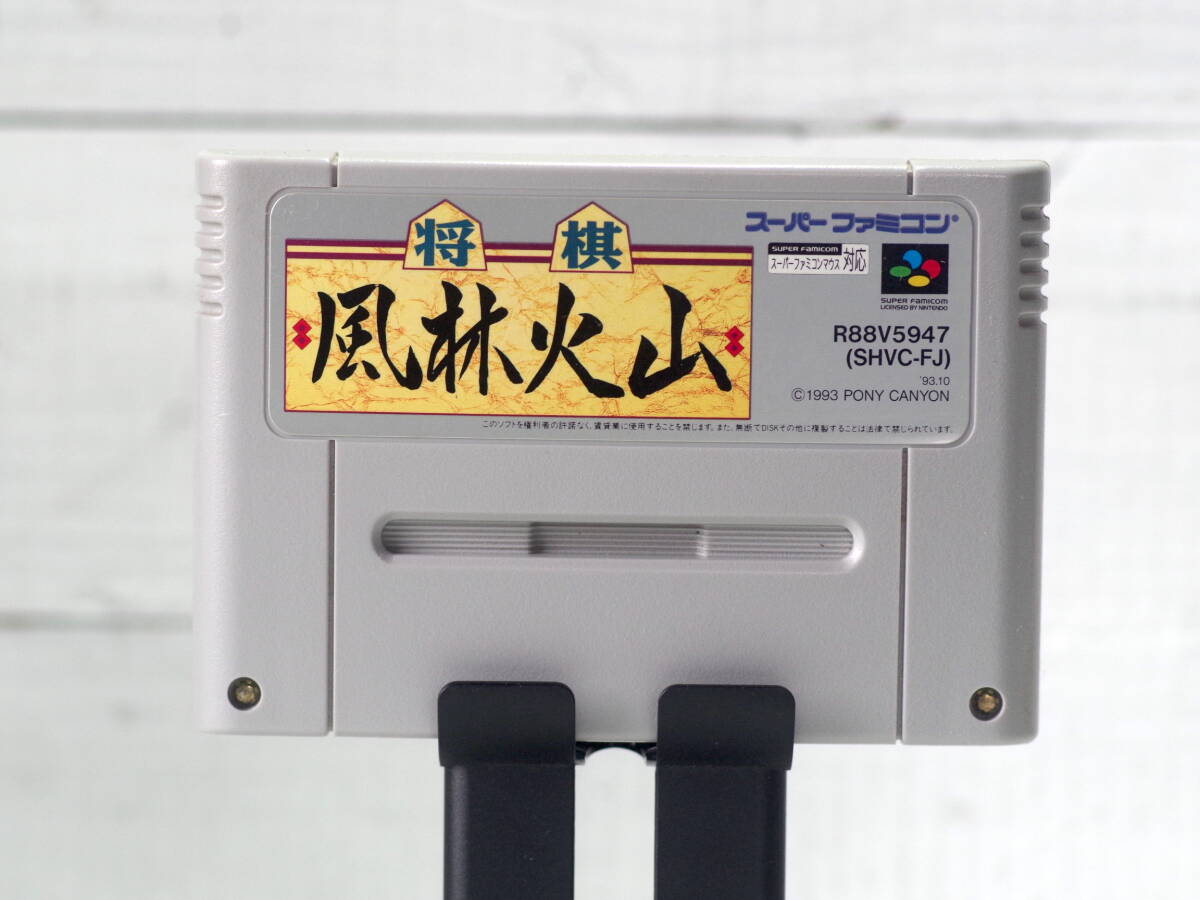 将棋
風林火山
スーパーファミコン®
SUPER FAMICOM
スーパーファミコンマウス対応
SUPER FAMICOM
LICENSED BY NINTENDO
R88V5947
(SHVC-FJ)
'93.10
©1993 PONY CANYON
このソフトを権利者の許諾なく、賃貸業に使用することを禁じます。また、無断でDISKその他に複製することは法律で禁じられています。